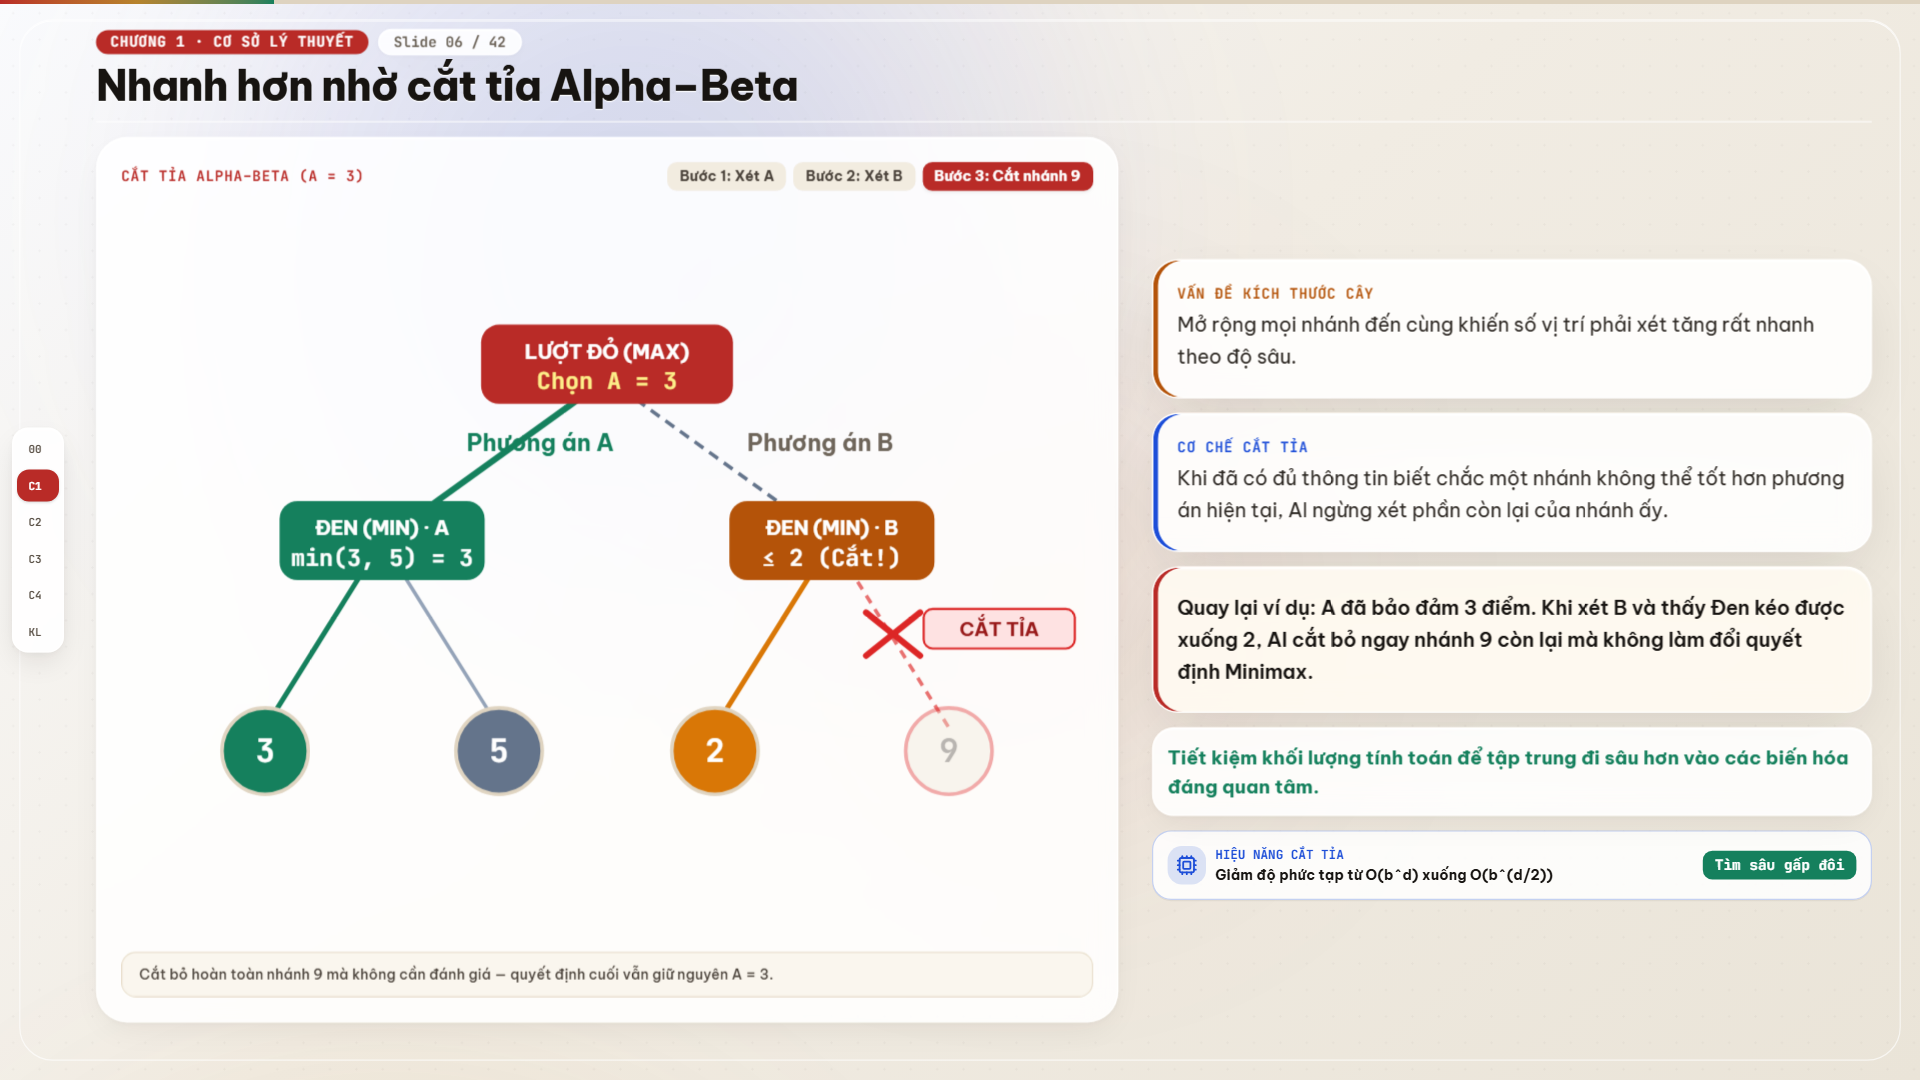 CHƯƠNG 1 · CƠ SỞ LÝ THUYẾT
Slide 06 / 42
Nhanh hơn nhờ cắt tỉa Alpha–Beta
CẮT TỈA ALPHA-BETA (A = 3)
Bước 1: Xét A
Bước 2: Xét B
Bước 3: Cắt nhánh 9
LƯỢT ĐỎ (MAX)
Chọn A = 3
Phương án A
Phương án B
ĐEN (MIN) · A
min(3, 5) = 3
ĐEN (MIN) · B
≤ 2 (Cắt!)
CẮT TỈA
3
5
2
9
Cắt bỏ hoàn toàn nhánh 9 mà không cần đánh giá — quyết định cuối vẫn giữ nguyên A = 3.
00
C1
C2
C3
C4
KL
VẤN ĐỀ KÍCH THƯỚC CÂY
Mở rộng mọi nhánh đến cùng khiến số vị trí phải xét tăng rất nhanh
theo độ sâu.
CƠ CHẾ CẮT TỈA
Khi đã có đủ thông tin biết chắc một nhánh không thể tốt hơn phương
án hiện tại, AI ngừng xét phần còn lại của nhánh ấy.
Quay lại ví dụ: A đã bảo đảm 3 điểm. Khi xét B và thấy Đen kéo được
xuống 2, AI cắt bỏ ngay nhánh 9 còn lại mà không làm đổi quyết
định Minimax.
Tiết kiệm khối lượng tính toán để tập trung đi sâu hơn vào các biến hóa
đáng quan tâm.
HIỆU NĂNG CẮT TỈA
Giảm độ phức tạp từ O(b^d) xuống O(b^(d/2))
Tìm sâu gấp đôi